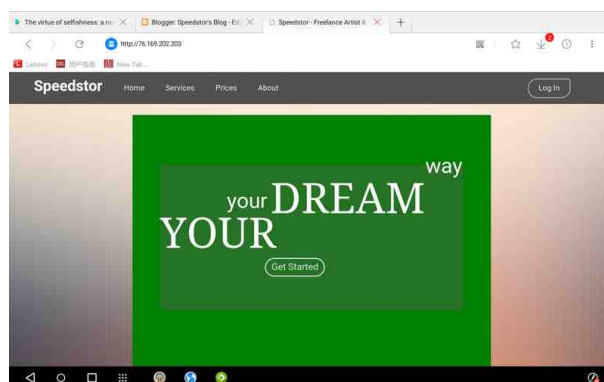 The virtue of selfishness: a ne
Blogger: Speedstor's Blog - Edi
Speedstor - Freelance Artist &
http://76.169.202.203
Lenovo
New Tab...
Speedstor Home Services Prices About Log In
way
your DREAM
YOUR
Get Started